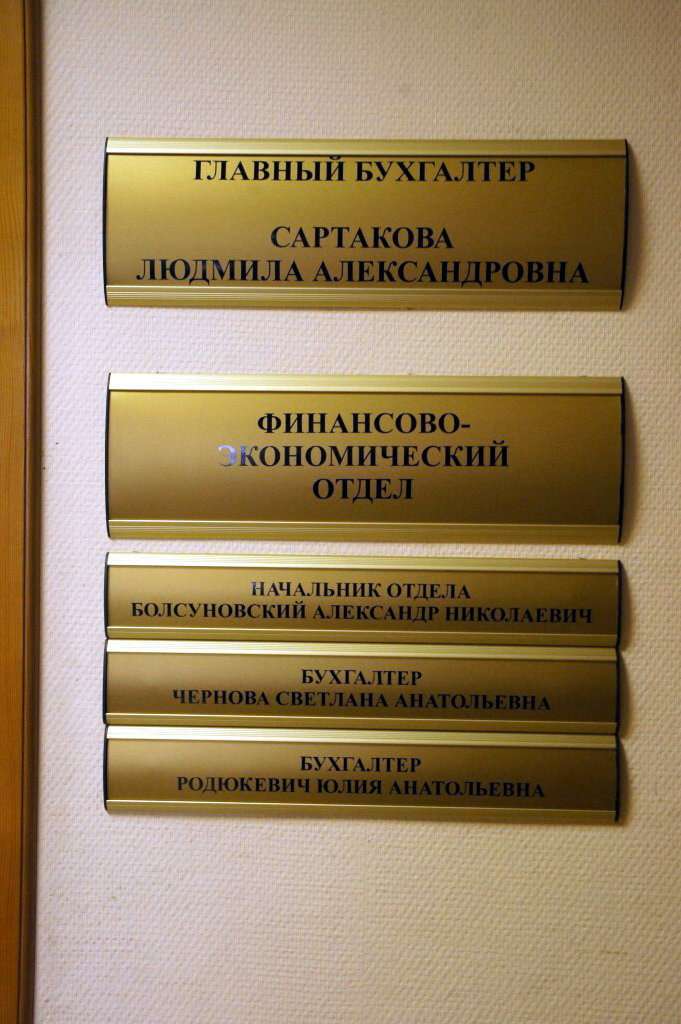 ГЛАВНЫЙ БУХГАЛТЕР
САРТАКОВА
ЛЮДМИЛА АЛЕКСАНДРОВНА
ФИНАНСОВО-
ЭКОНОМИЧЕСКИЙ
ОТДЕЛ
НАЧАЛЬНИК ОТДЕЛА
БОЛСУНОВСКИЙ АЛЕКСАНДР НИКОЛАЕВИЧ
БУХГАЛТЕР
ЧЕРНОВА СВЕТЛАНА АНАТОЛЬЕВНА
БУХГАЛТЕР
РОДЮКЕВИЧ ЮЛИЯ АНАТОЛЬЕВНА